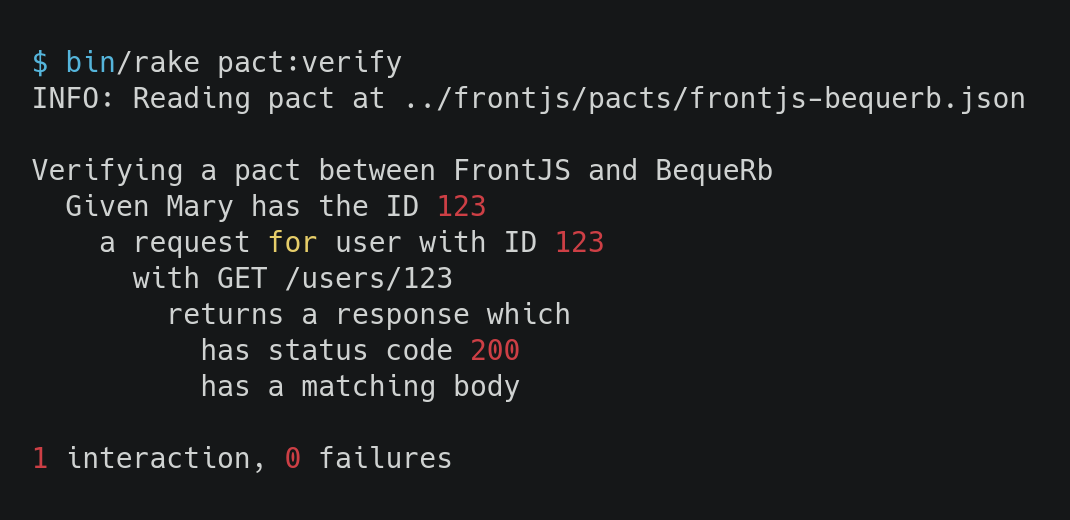 $ bin/rake pact:verify
INFO: Reading pact at ../frontjs/pacts/frontjs-bequerb.json
Verifying a pact between FrontJS and BequeRb
Given Mary has the ID 123
a request for user with ID 123
with GET /users/123
returns a response which
has status code 200
has a matching body
1 interaction, 0 failures